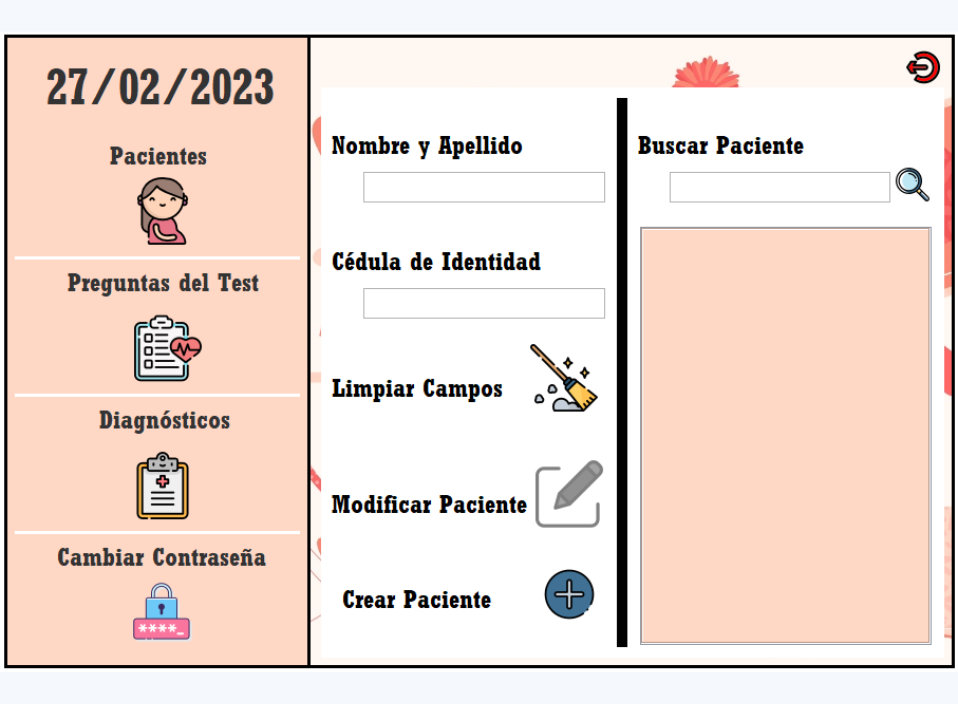 27/02/2023
Pacientes
Preguntas del Test
Diagnósticos
Cambiar Contraseña
****_
Nombre y Apellido
Cédula de Identidad
Limpiar Campos
Modificar Paciente
Crear Paciente
Buscar Paciente